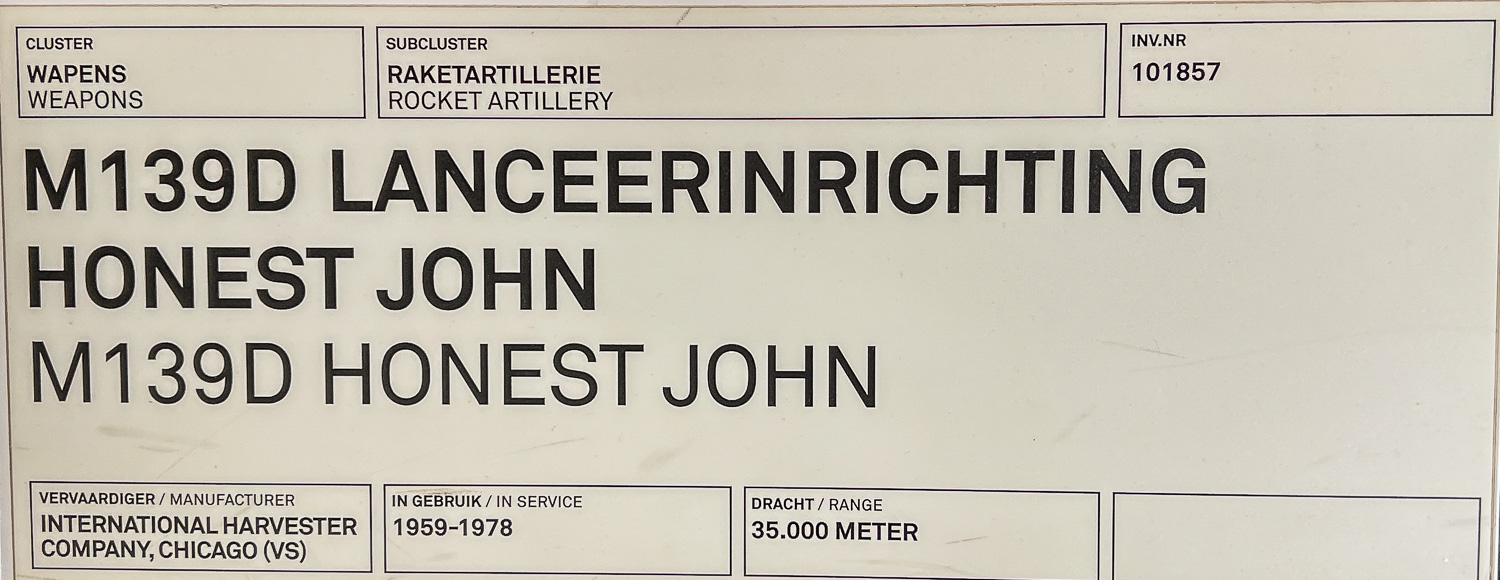 CLUSTER
WAPENS
WEAPONS
SUBCLUSTER
RAKETARTILLERIE
ROCKET ARTILLERY
INV.NR
101857
M139D LANCEERINRICHTING
HONEST JOHN
M139D HONEST JOHN
VERVAARDIGER / MANUFACTURER
INTERNATIONAL HARVESTER
COMPANY, CHICAGO (VS)
IN GEBRUIK / IN SERVICE
1959-1978
DRACHT / RANGE
35.000 METER